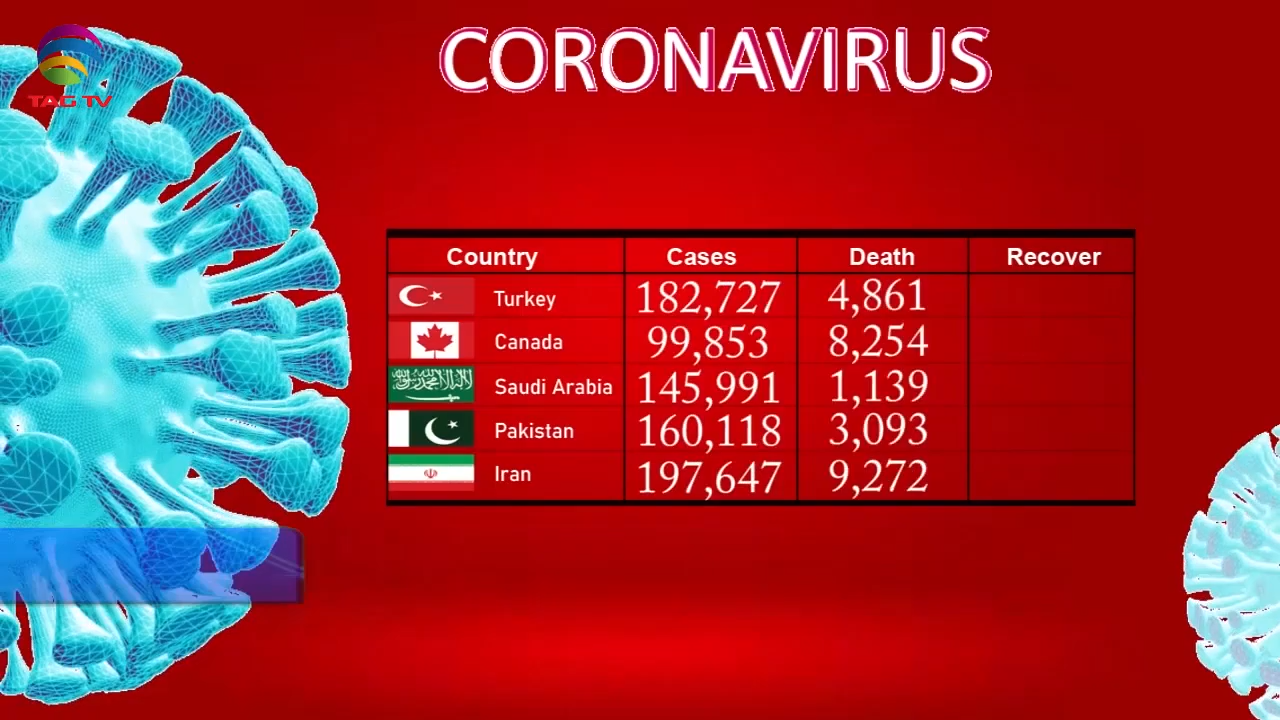 TAG TV
CORONAVIRUS
Country Cases Death Recover
Turkey 182,727 4,861
Canada 99,853 8,254
Saudi Arabia 145,991 1,139
Pakistan 160,118 3,093
Iran 197,647 9,272